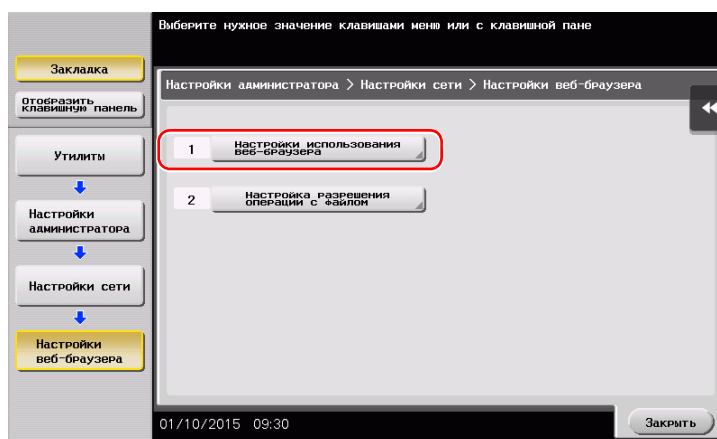 Выберите нужное значение клавишами меню или с клавишной пане
Закладка
Отобразить
клавишную панель
Настройки администратора > Настройки сети > Настройки веб-браузера
Утилиты
1 Настройки использования
веб-браузера
2 Настройка разрешения
операции с файлом
Настройки
администратора
Настройки сети
Настройки
веб-браузера
01/10/2015 09:30
Закрыть